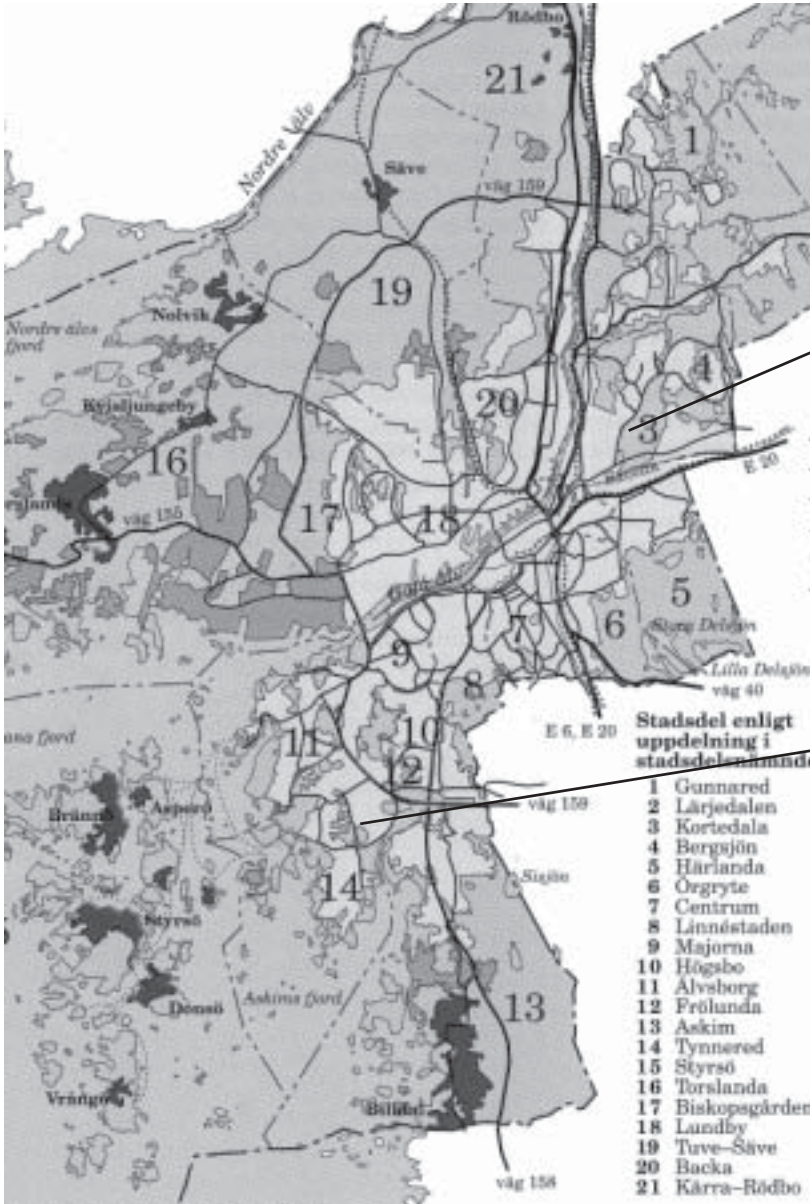 Rödbo
21
1
Nordre älv
Säve
väg 159
19
Nolvik
Nordre älvs
fjord
4
20
3
Kvisljungeby
16
E 20
väg 155
17
18
5
7
6
9
Lilla Delsjön
väg 40
8
E 6, E 20
10
11
12
Stadsdel enligt
uppdelning i
1 Gunnared
2 Lärjedalen
3 Kortedala
4 Bergsjön
5 Härlanda
6 Örgryte
7 Centrum
8 Linnéstaden
9 Majorna
10 Högsbo
11 Älvsborg
12 Frölunda
13 Askim
14 Tynnered
15 Styrsö
16 Torslanda
17 Biskopsgården
18 Lundby
19 Tuve–Säve
20 Backa
21 Kärra–Rödbo
fjord
Brännö
Asperö
väg 159
14
Sisjön
Styrsö
Donsö
Askims fjord
13
Vrångö
Billdal
väg 158